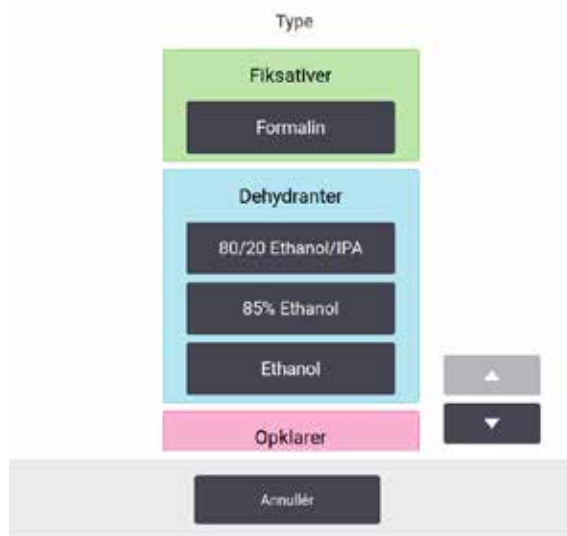 Type
Fiksativer
Formalin
Dehydranter
80/20 Ethanol/IPA
85% Ethanol
Ethanol
Opklarer
Annullér